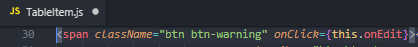 TableItem.js
30 <span className="btn btn-warning" onClick={this.onEdit}>